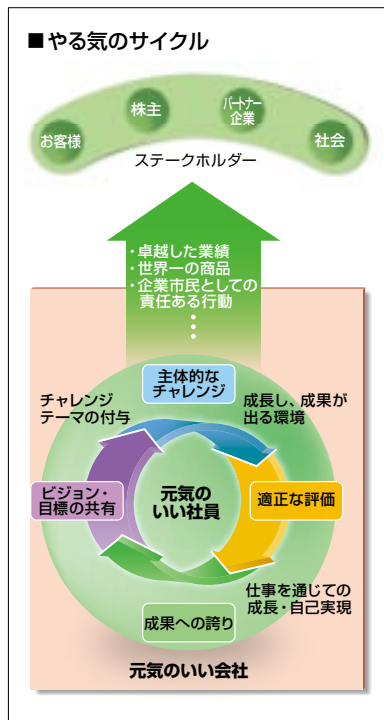 ■やる気のサイクル
お客様
株主
パートナー
企業
社会
ステークホルダー
・卓越した業績
・世界一の商品
・企業市民としての
責任ある行動
⋮
主体的な
チャレンジ
チャレンジ
テーマの付与
成長し、成果が
出る環境
ビジョン・
目標の共有
元気の
いい社員
適正な評価
仕事を通じての
成長・自己実現
成果への誇り
元気のいい会社